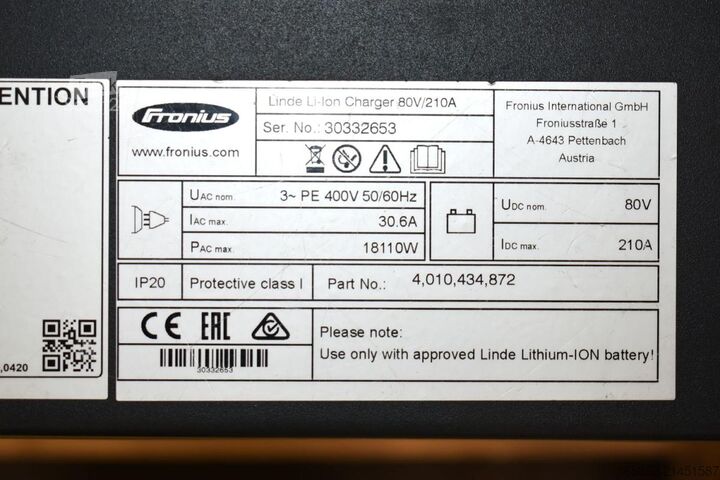 ENTION
,0420
Fronius
www.fronius.com
Linde Li-Ion Charger 80V/210A
Ser. No.: 30332653
Fronius International GmbH
Froniusstraße 1
A-4643 Pettenbach
Austria
UAC nom. 3~ PE 400V 50/60Hz
IAC max. 30.6A
PAC max. 18110W
UDC nom. 80V
IDC max. 210A
IP20 Protective class I Part No.: 4,010,434,872
CE EAC
30332653
Please note:
Use only with approved Linde Lithium-ION battery!